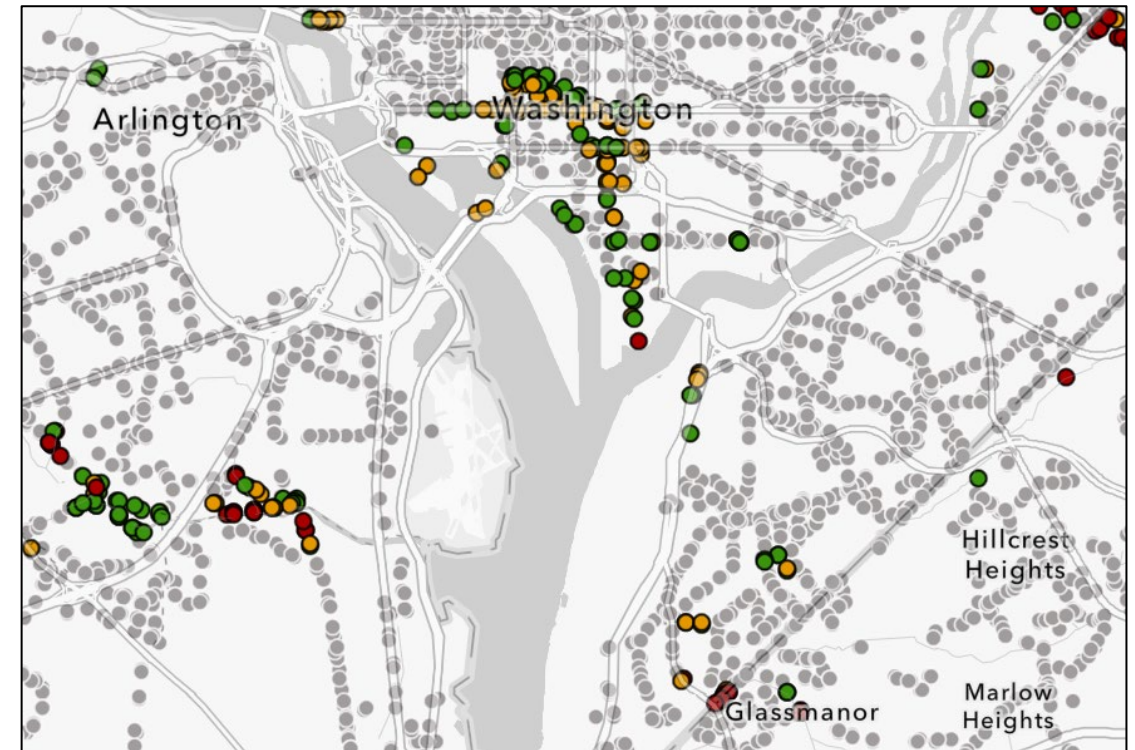 Washington
Arlington
Hillcrest
Heights
Marlow
Heights
Glassmanor